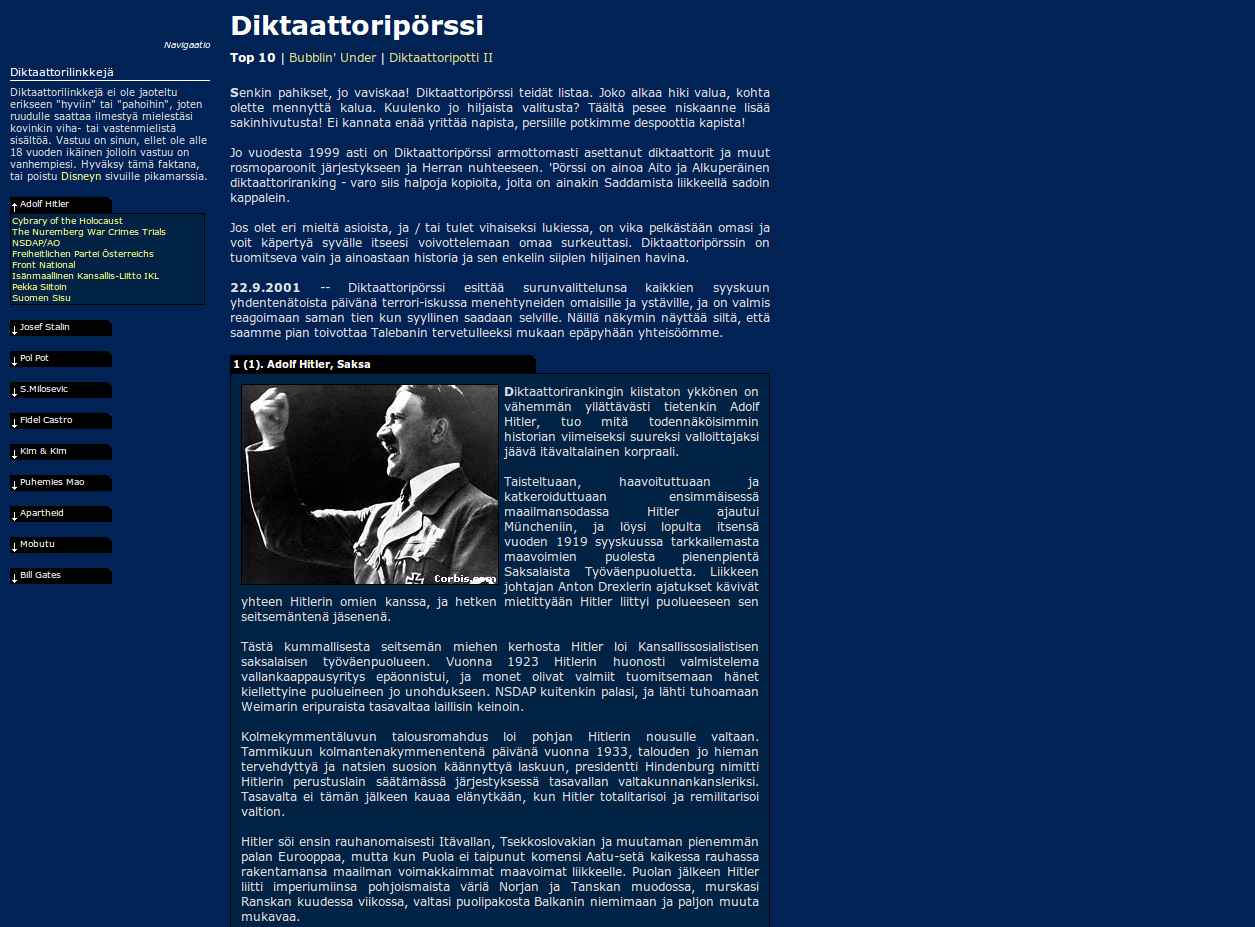 Navigaatio
Diktaattorilinkkejä
Diktaattorilinkkejä ei ole jaoteltu
erikseen "hyviin" tai "pahoihin", joten
ruudulle saattaa ilmestyä mielestäsi
kovinkin viha- tai vastenmielistä
sisältöä. Vastuu on sinun, ellet ole alle
18 vuoden ikäinen jolloin vastuu on
vanhempiesi. Hyväksy tämä faktana,
tai poistu Disneyn sivuille pikamarssia.
Adolf Hitler
Cybrary of the Holocaust
The Nuremberg War Crimes Trials
NSDAP/AO
Freiheitlichen Partei Österreichs
Front National
Isänmaallinen Kansallis-Liitto IKL
Pekka Siitoin
Suomen Sisu
Josef Stalin
Pol Pot
S.Milosevic
Fidel Castro
Kim & Kim
Puhemies Mao
Apartheid
Mobutu
Bill Gates
Diktaattoripörssi
Top 10 | Bubblin' Under | Diktaattoripotti II
Senkin pahikset, jo vaviskaa! Diktaattoripörssi teidät listaa. Joko alkaa hiki valua, kohta
olette mennyttä kalua. Kuulenko jo hiljaista valitusta? Täältä pesee niskaanne lisää
sakinhivutusta! Ei kannata enää yrittää napista, persiille potkimme despoottia kapista!
Jo vuodesta 1999 asti on Diktaattoripörssi armottomasti asettanut diktaattorit ja muut
rosmoparoonit järjestykseen ja Herran nuhteeseen. 'Pörssi on ainoa Aito ja Alkuperäinen
diktaattoriranking - varo siis halpoja kopioita, joita on ainakin Saddamista liikkeellä sadoin
kappalein.
Jos olet eri mieltä asioista, ja / tai tulet vihaiseksi lukiessa, on vika pelkästään omasi ja
voit käpertyä syvälle itseesi voivottelemaan omaa surkeuttasi. Diktaattoripörssin on
tuomitseva vain ja ainoastaan historia ja sen enkelin siipien hiljainen havina.
22.9.2001 -- Diktaattoripörssi esittää surunvalittelunsa kaikkien syyskuun
yhdentenätoista päivänä terrori-iskussa menehtyneiden omaisille ja ystäville, ja on valmis
reagoimaan saman tien kun syyllinen saadaan selville. Näillä näkymin näyttää siltä, että
saamme pian toivottaa Talebanin tervetulleeksi mukaan epäpyhään yhteisöömme.
1 (1). Adolf Hitler, Saksa
Corbis.com
Diktaattorirankingin kiistaton ykkönen on
vähemmän yllättävästi tietenkin Adolf
Hitler, tuo mitä todennäköisimmin
historian viimeiseksi suureksi valloittajaksi
jäävä itävaltalainen korpraali.
Taisteltuaan, haavoituttuaan ja
katkeroiduttuaan ensimmäisessä
maailmansodassa Hitler ajautui
Müncheniin, ja löysi lopulta itsensä
vuoden 1919 syyskuussa tarkkailemasta
maavoimien puolesta pienenpientä
Saksalaista Työväenpuoluetta. Liikkeen
johtajan Anton Drexlerin ajatukset kävivät
yhteen Hitlerin omien kanssa, ja hetken mietittyään Hitler liittyi puolueeseen sen
seitsemäntenä jäsenenä.
Tästä kummallisesta seitsemän miehen kerhosta Hitler loi Kansallissosialistisen
saksalaisen työväenpuolueen. Vuonna 1923 Hitlerin huonosti valmistelema
vallankaappausyritys epäonnistui, ja monet olivat valmiit tuomitsemaan hänet
kiellettyine puolueineen jo unohdukseen. NSDAP kuitenkin palasi, ja lähti tuhoamaan
Weimarin eripuraista tasavaltaa laillisin keinoin.
Kolmekymmentäluvun talousromahdus loi pohjan Hitlerin nousulle valtaan.
Tammikuun kolmantenakymmenentenä päivänä vuonna 1933, talouden jo hieman
tervehdyttyä ja natsien suosion käännyttyä laskuun, presidentti Hindenburg nimitti
Hitlerin perustuslain säätämässä järjestyksessä tasavallan valtakunnankansleriksi.
Tasavalta ei tämän jälkeen kauaa elänytkään, kun Hitler totalitarisoi ja remilitarisoi
valtion.
Hitler söi ensin rauhanomaisesti Itävallan, Tsekkoslovakian ja muutaman pienemmän
palan Eurooppaa, mutta kun Puola ei taipunut komensi Aatu-setä kaikessa rauhassa
rakentamansa maailman voimakkaimmat maavoimat liikkeelle. Puolan jälkeen Hitler
liitti imperiumiinsa pohjoismaista väriä Norjan ja Tanskan muodossa, murskasi
Ranskan kuudessa viikossa, valtasi puolipakosta Balkanin niemimaan ja paljon muuta
mukavaa.